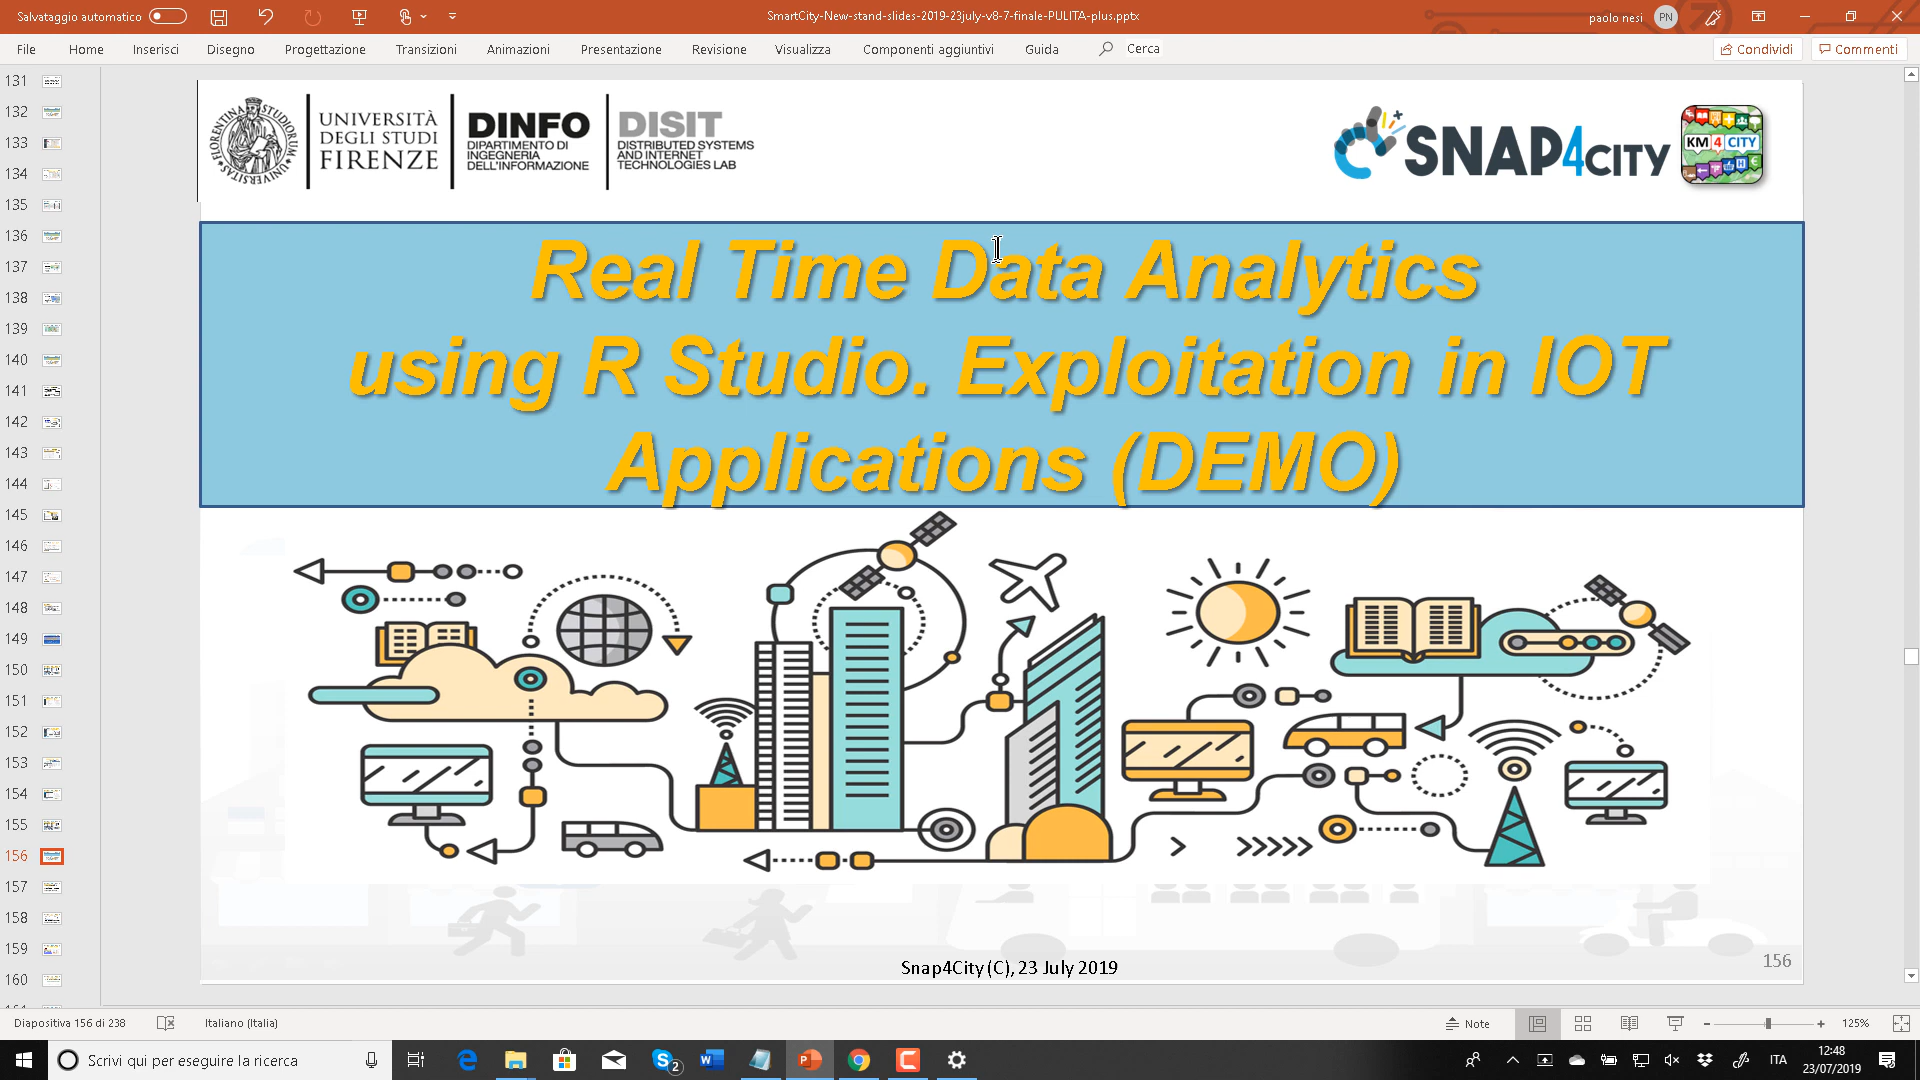 Salvataggio automatico
SmartCity-New-stand-slides-2019-23july-v8-7-finale-PULITA-plus.pptx
paolo nesi
PN
File Home Inserisci Disegno Progettazione Transizioni Animazioni Presentazione Revisione Visualizza Componenti aggiuntivi Guida Cerca
Condividi Commenti
131
132
133
134
135
136
137
138
139
140
141
142
143
144
145
146
147
148
149
150
151
152
153
154
155
156
157
158
159
160
UNIVERSITÀ
DEGLI STUDI
FIRENZE
DINFO
DIPARTIMENTO DI
INGEGNERIA
DELL'INFORMAZIONE
DISIT
DISTRIBUTED SYSTEMS
AND INTERNET
TECHNOLOGIES LAB
SNAP4CITY
KM 4 CITY
Real Time Data Analytics
using R Studio. Exploitation in IOT
Applications (DEMO)
Snap4City (C), 23 July 2019
156
Diapositiva 156 di 238
Italiano (Italia)
Note
125%
Scrivi qui per eseguire la ricerca
2
ITA
12:48
23/07/2019